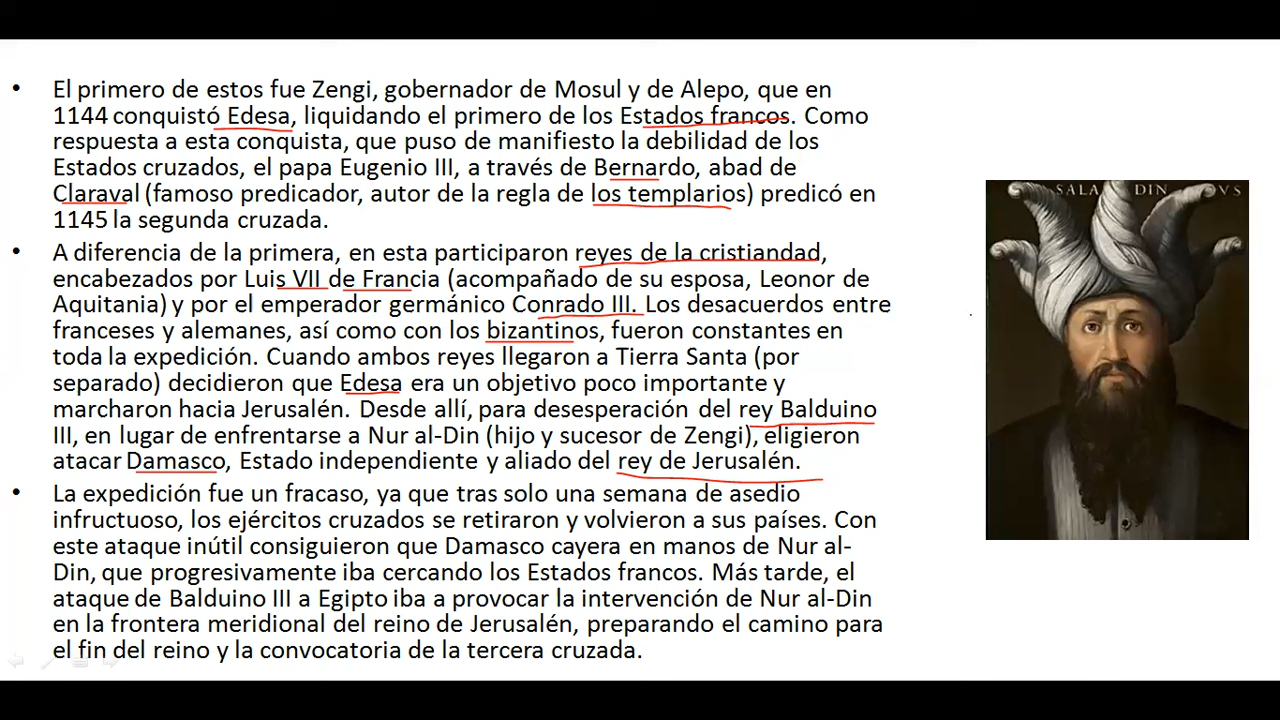 • El primero de estos fue Zengi, gobernador de Mosul y de Alepo, que en
1144 conquistó Edesa, liquidando el primero de los Estados francos. Como
respuesta a esta conquista, que puso de manifiesto la debilidad de los
Estados cruzados, el papa Eugenio III, a través de Bernardo, abad de
Claraval (famoso predicador, autor de la regla de los templarios) predicó en
1145 la segunda cruzada.
• A diferencia de la primera, en esta participaron reyes de la cristiandad,
encabezados por Luis VII de Francia (acompañado de su esposa, Leonor de
Aquitania) y por el emperador germánico Conrado III. Los desacuerdos entre
franceses y alemanes, así como con los bizantinos, fueron constantes en
toda la expedición. Cuando ambos reyes llegaron a Tierra Santa (por
separado) decidieron que Edesa era un objetivo poco importante y
marcharon hacia Jerusalén. Desde allí, para desesperación del rey Balduino
III, en lugar de enfrentarse a Nur al-Din (hijo y sucesor de Zengi), eligieron
atacar Damasco, Estado independiente y aliado del rey de Jerusalén.
• La expedición fue un fracaso, ya que tras solo una semana de asedio
infructuoso, los ejércitos cruzados se retiraron y volvieron a sus países. Con
este ataque inútil consiguieron que Damasco cayera en manos de Nur al-
Din, que progresivamente iba cercando los Estados francos. Más tarde, el
ataque de Balduino III a Egipto iba a provocar la intervención de Nur al-Din
en la frontera meridional del reino de Jerusalén, preparando el camino para
el fin del reino y la convocatoria de la tercera cruzada.
SALA DIN VS